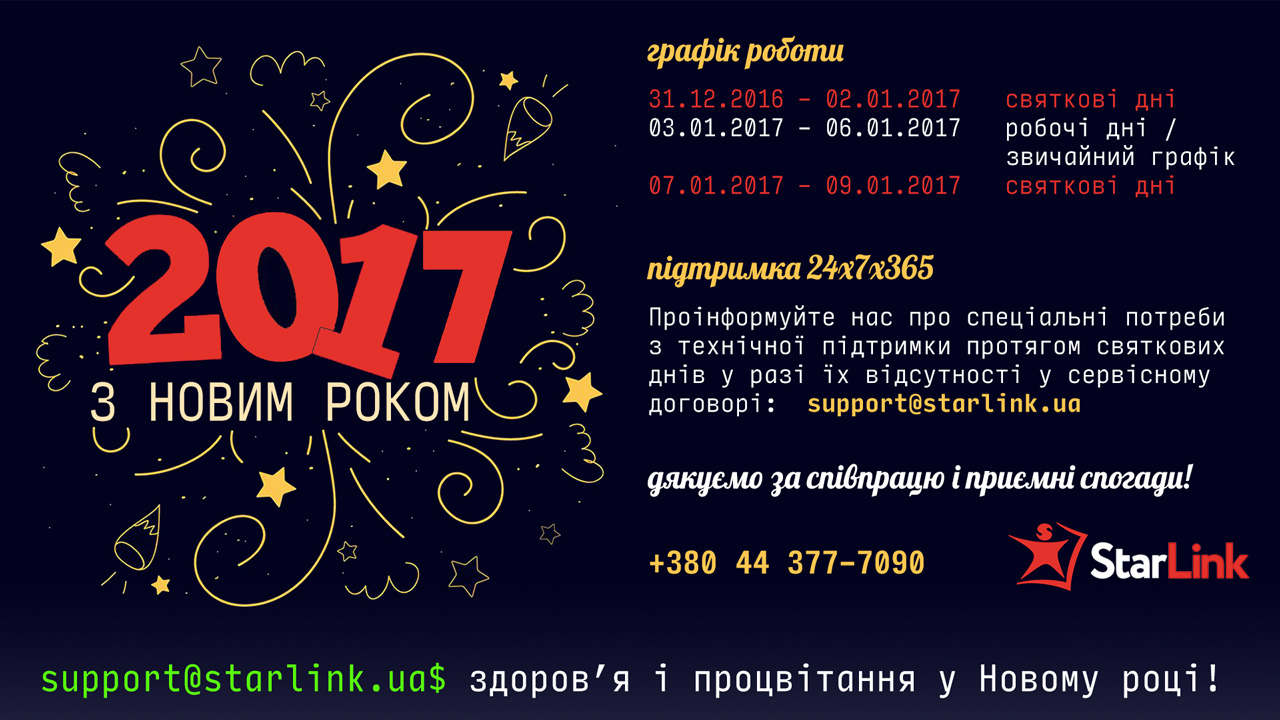 2017
З НОВИМ РОКОМ
графік роботи
31.12.2016 – 02.01.2017 святкові дні
03.01.2017 – 06.01.2017 робочі дні /
звичайний графік
07.01.2017 – 09.01.2017 святкові дні
підтримка 24x7x365
Проінформуйте нас про спеціальні потреби
з технічної підтримки протягом святкових
днів у разі їх відсутності у сервісному
договорі: support@starlink.ua
дякуємо за співпрацю і приємні спогади!
+380 44 377-7090
StarLink
support@starlink.ua$ здоров’я і процвітання у Новому році!